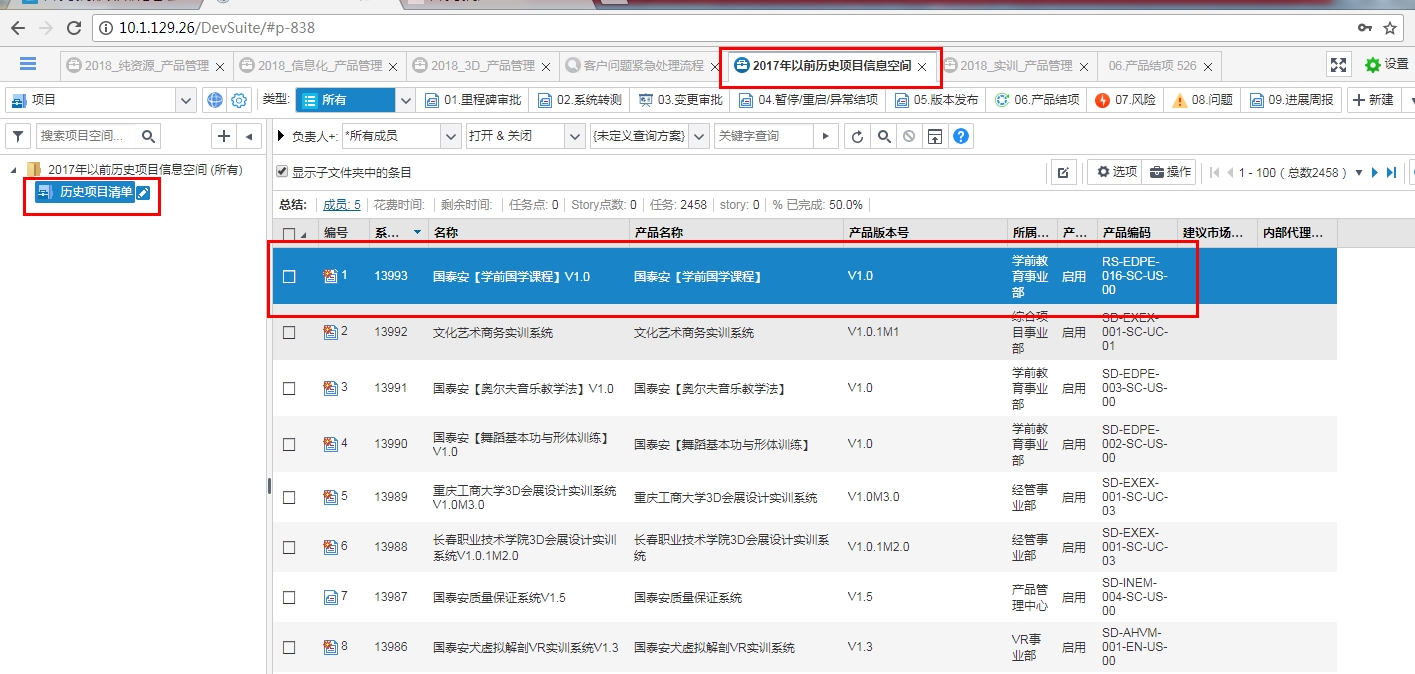 10.1.129.26/DevSuite/#p-838
2018_纯资源_产品管理 2018_信息化_产品管理 2018_3D_产品管理 客户问题紧急处理流程 2017年以前历史项目信息空间 2018_实训_产品管理 06.产品结项 526 设置
项目 类型: 所有 01.里程碑审批 02.系统转测 03.变更审批 04.暂停/重启/异常结项 05.版本发布 06.产品结项 07.风险 08.问题 09.进展周报 新建
搜索项目空间... 负责人+: *所有成员 打开 & 关闭 {未定义查询方案} 关键字查询
2017年以前历史项目信息空间 (所有)
历史项目清单
显示子文件夹中的条目 选项 操作 1 - 100 ( 总数2458 )
总结: 成员: 5 花费时间: 剩余时间: 任务点: 0 Story点数: 0 任务: 2458 story: 0 % 已完成: 50.0%
编号 系... 名称 产品名称 产品版本号 所属... 产... 产品编码 建议市场... 内部代理...
1 13993 国泰安【学前国学课程】V1.0 国泰安【学前国学课程】 V1.0 学前教育事业部 启用 RS-EDPE-016-SC-US-00
2 13992 文化艺术商务实训系统 文化艺术商务实训系统 V1.0.1M1 综合项目事业部 启用 SD-EXEX-001-SC-UC-01
3 13991 国泰安【奥尔夫音乐教学法】V1.0 国泰安【奥尔夫音乐教学法】 V1.0 学前教育事业部 启用 SD-EDPE-003-SC-US-00
4 13990 国泰安【舞蹈基本功与形体训练】V1.0 国泰安【舞蹈基本功与形体训练】 V1.0 学前教育事业部 启用 SD-EDPE-002-SC-US-00
5 13989 重庆工商大学3D会展设计实训系统V1.0M3.0 重庆工商大学3D会展设计实训系统 V1.0M3.0 经管事业部 启用 SD-EXEX-001-SC-UC-03
6 13988 长春职业技术学院3D会展设计实训系统V1.0.1M2.0 长春职业技术学院3D会展设计实训系统 V1.0.1M2.0 经管事业部 启用 SD-EXEX-001-SC-UC-03
7 13987 国泰安质量保证系统V1.5 国泰安质量保证系统 V1.5 产品管理中心 启用 SD-INEM-004-SC-US-00
8 13986 国泰安犬虚拟解剖VR实训系统V1.3 国泰安犬虚拟解剖VR实训系统 V1.3 VR事业部 启用 SD-AHVM-001-EN-US-00